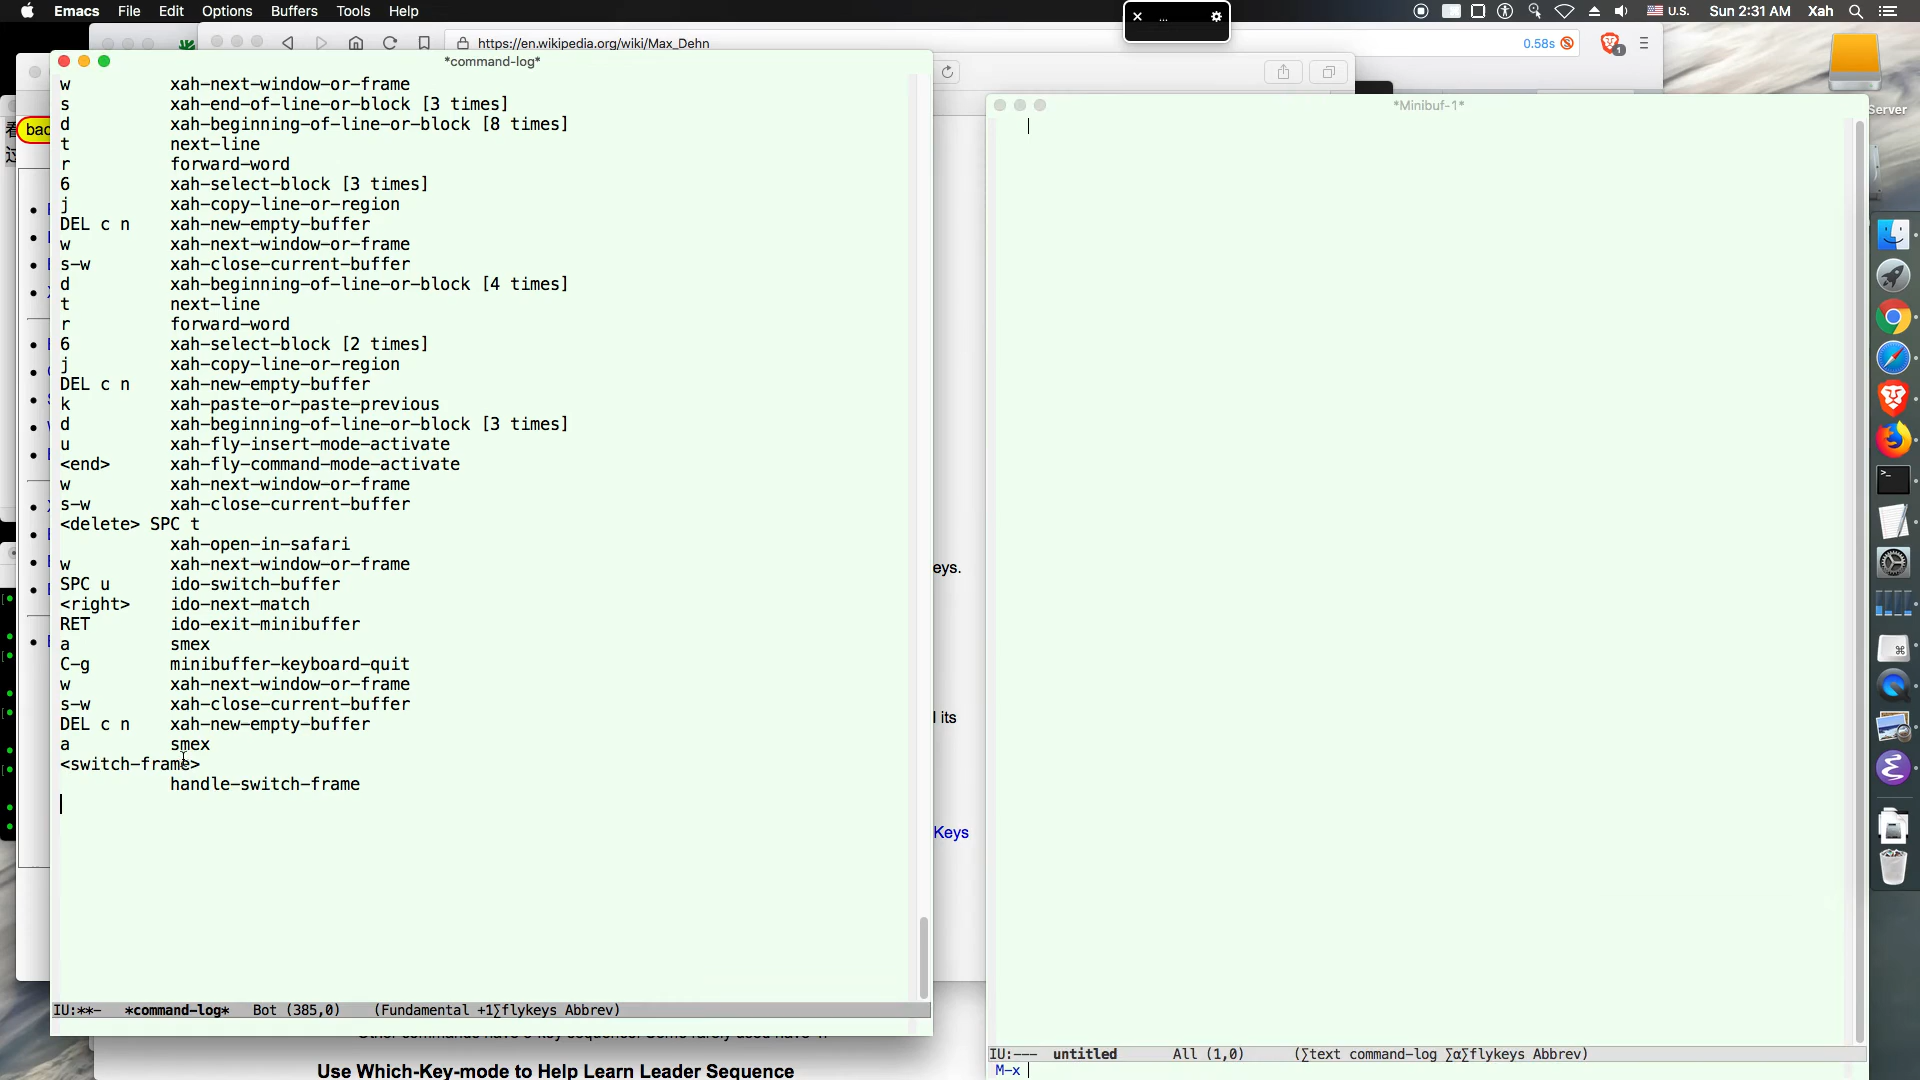 Emacs File Edit Options Buffers Tools Help
U.S. Sun 2:31 AM Xah
...
https://en.wikipedia.org/wiki/Max_Dehn
0.58s
1
*command-log*
w xah-next-window-or-frame
s xah-end-of-line-or-block [3 times]
d xah-beginning-of-line-or-block [8 times]
t next-line
r forward-word
6 xah-select-block [3 times]
j xah-copy-line-or-region
DEL c n xah-new-empty-buffer
w xah-next-window-or-frame
s-w xah-close-current-buffer
d xah-beginning-of-line-or-block [4 times]
t next-line
r forward-word
6 xah-select-block [2 times]
j xah-copy-line-or-region
DEL c n xah-new-empty-buffer
k xah-paste-or-paste-previous
d xah-beginning-of-line-or-block [3 times]
u xah-fly-insert-mode-activate
<end> xah-fly-command-mode-activate
w xah-next-window-or-frame
s-w xah-close-current-buffer
<delete> SPC t
xah-open-in-safari
w xah-next-window-or-frame
SPC u ido-switch-buffer
<right> ido-next-match
RET ido-exit-minibuffer
a smex
C-g minibuffer-keyboard-quit
w xah-next-window-or-frame
s-w xah-close-current-buffer
DEL c n xah-new-empty-buffer
a smex
<switch-frame>
handle-switch-frame
IU:**- *command-log* Bot (385,0) (Fundamental +1∑flykeys Abbrev)
eys.
l its
Keys
Use Which-Key-mode to Help Learn Leader Sequence
*Minibuf-1*
IU:--- untitled All (1,0) (∑text command-log ∑α∑flykeys Abbrev)
M-x
Server